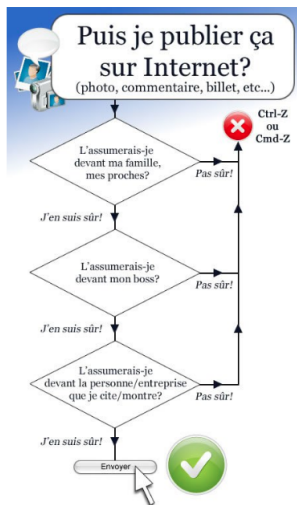 Puis je publier ça
sur Internet?
(photo, commentaire, billet, etc...)
Ctrl-Z
ou
Cmd-Z
L'assumerais-je
devant ma famille,
mes proches?
Pas sûr!
J'en suis sûr!
L'assumerais-je
devant mon boss?
Pas sûr!
J'en suis sûr!
L'assumerais-je
devant la personne/entreprise
que je cite/montre?
Pas sûr!
J'en suis sûr!
Envoyer